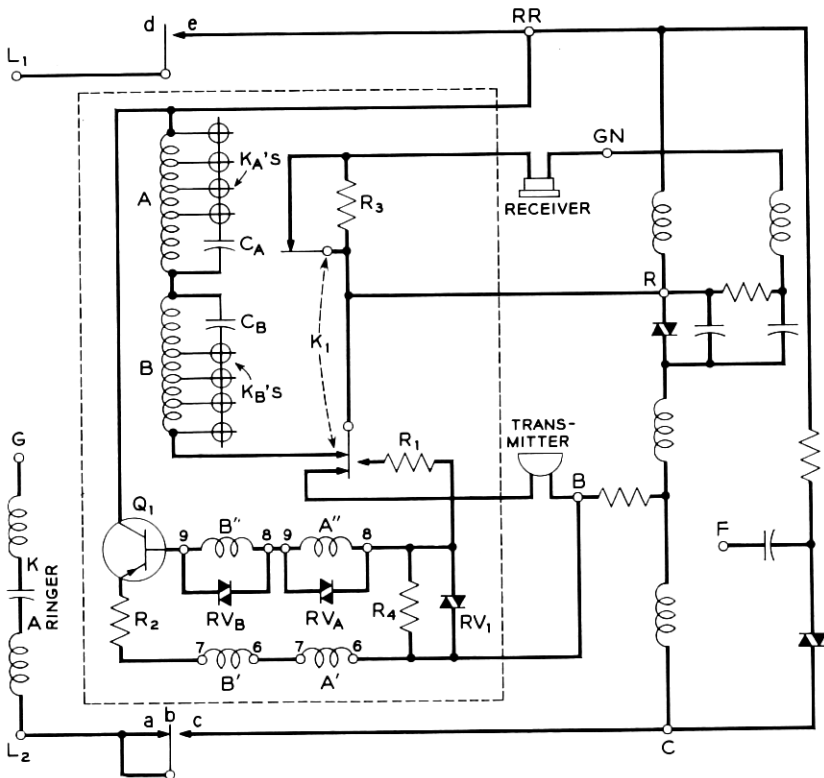 d e
RR
L1
GN
A
KA'S
R3
RECEIVER
CA
R
CB
K1
B
KB'S
TRANS-
MITTER
R1
G
B
Q1
B" A"
9 8 9 8
F
K
A
RINGER
R2
RVB
RVA
R4
RV1
7 6 7 6
B' A'
a b c
L2
C